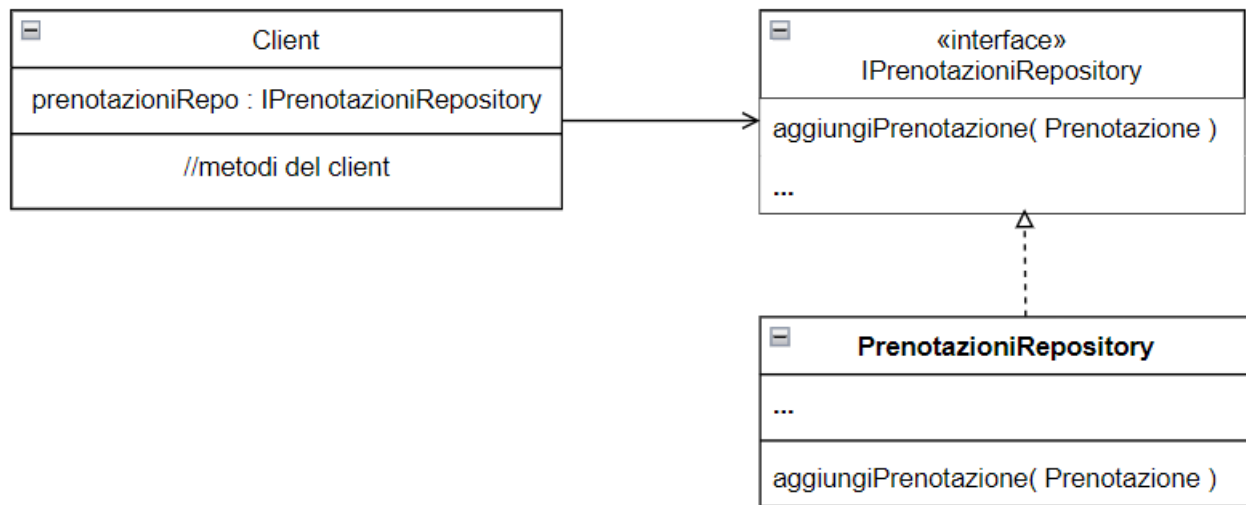 Client
prenotazioniRepo : IPrenotazioniRepository
//metodi del client
«interface»
IPrenotazioniRepository
aggiungiPrenotazione( Prenotazione )
...
PrenotazioniRepository
...
aggiungiPrenotazione( Prenotazione )